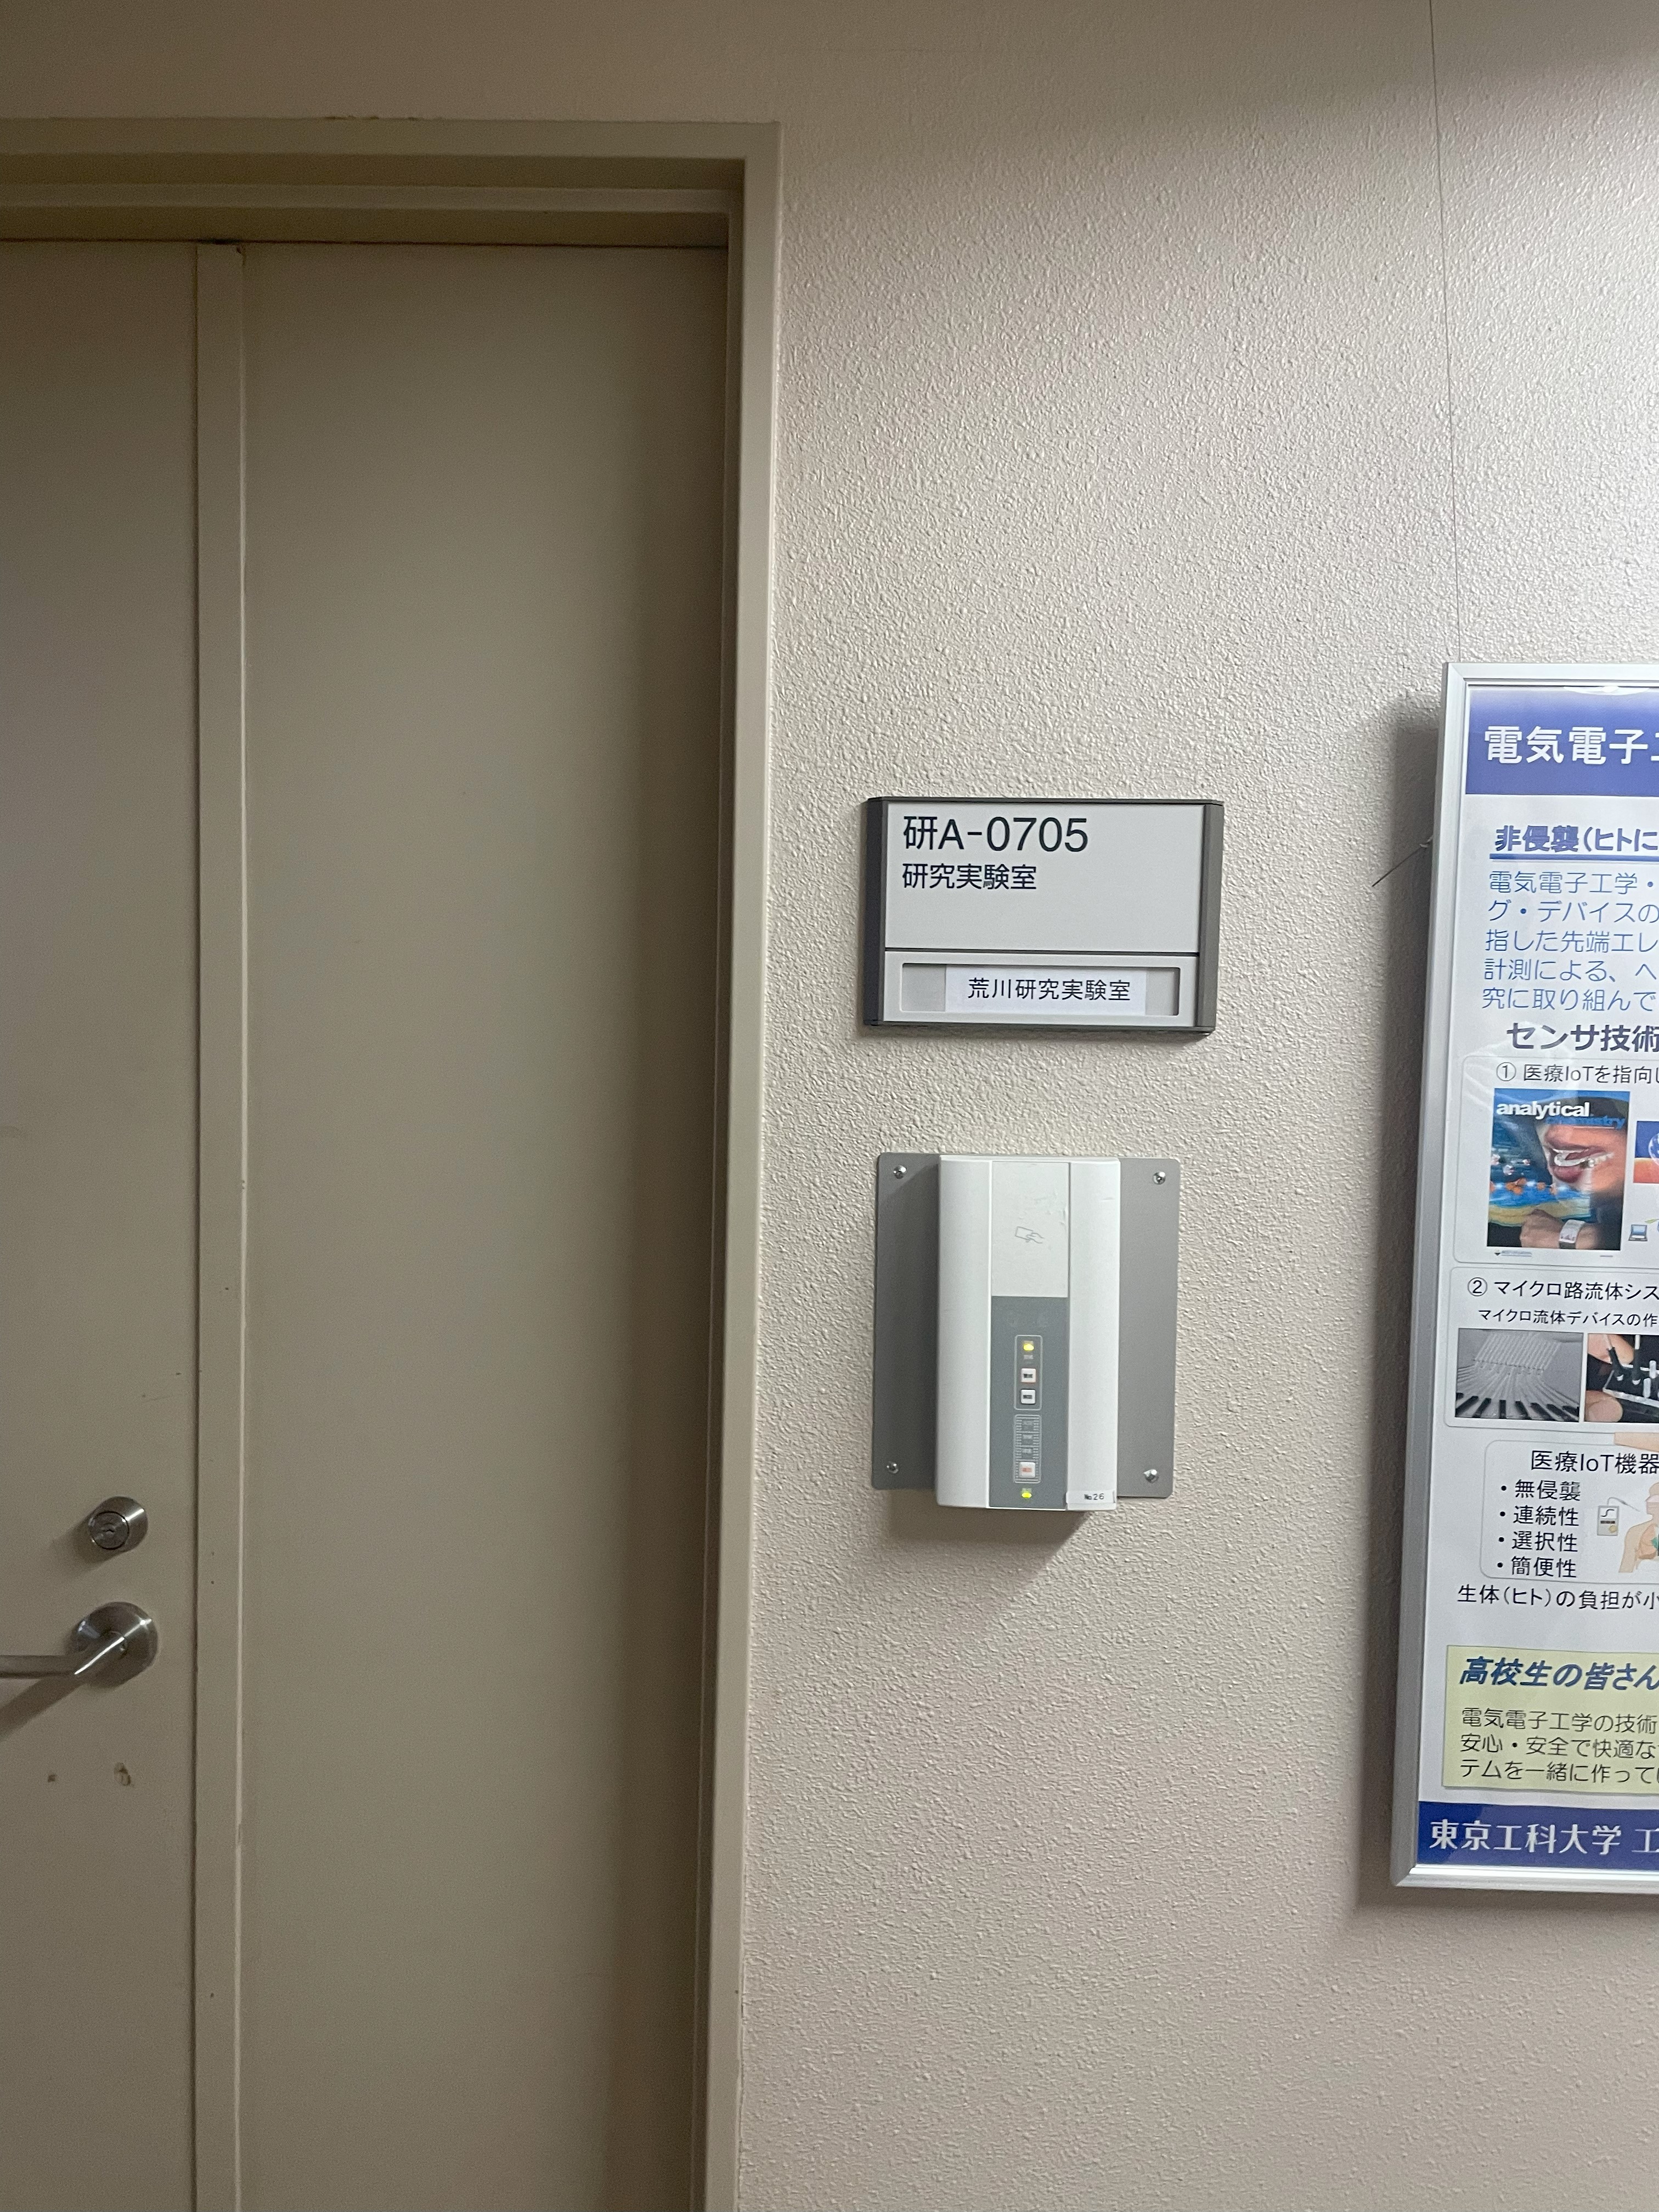 研A-0705
研究実験室
荒川研究実験室
№26
電気電子工
非侵襲(ヒトに
電気電子工学・
グ・デバイスの
指した先端エレ
計測による、ヘ
究に取り組んで
センサ技術
① 医療IoTを指向し
analytical
chemistry
② マイクロ路流体シス
マイクロ流体デバイスの作
医療IoT機器
・無侵襲
・連続性
・選択性
・簡便性
生体(ヒト)の負担が小
高校生の皆さん
電気電子工学の技術
安心・安全で快適な
テムを一緒に作って
東京工科大学 工